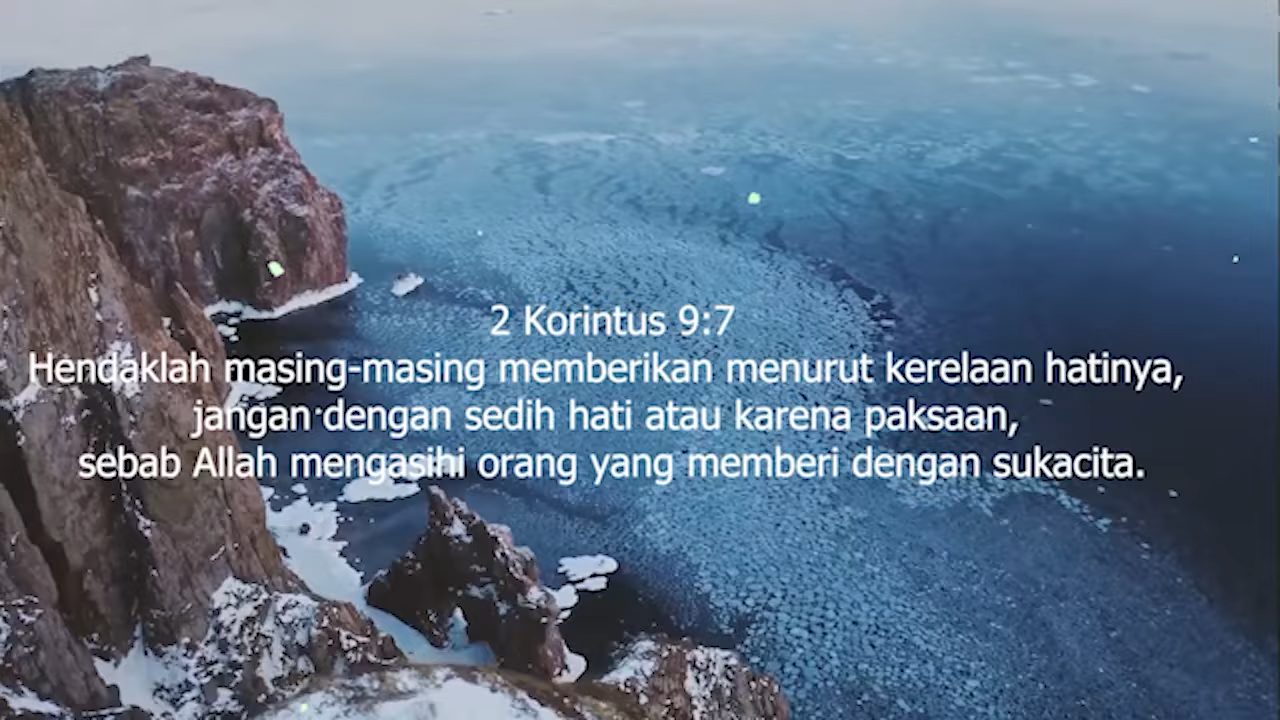 2 Korintus 9:7
Hendaklah masing-masing memberikan menurut kerelaan hatinya,
jangan dengan sedih hati atau karena paksaan,
sebab Allah mengasihi orang yang memberi dengan sukacita.